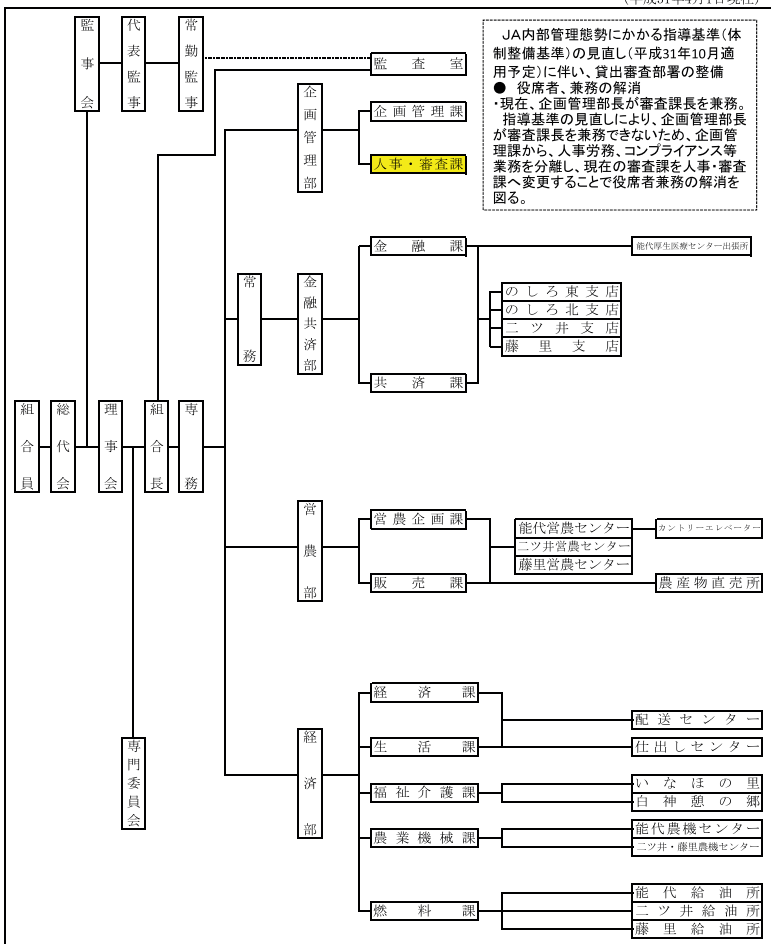 (平成31年4月1日現在)
監事会
代表監事
常勤監事
監査室
企画管理部
企画管理課
人事・審査課
JA内部管理態勢にかかる指導基準(体
制整備基準)の見直し(平成31年10月適
用予定)に伴い、貸出審査部署の整備
● 役席者、兼務の解消
・現在、企画管理部長が審査課長を兼務。
指導基準の見直しにより、企画管理部長
が審査課長を兼務できないため、企画管
理課から、人事労務、コンプライアンス等
業務を分離し、現在の審査課を人事・審査
課へ変更することで役席者兼務の解消を
図る。
常務
金融共済部
金融課
能代厚生医療センター出張所
のしろ東支店
のしろ北支店
二ツ井支店
藤里支店
共済課
組合員
総代会
理事会
組合長
専務
営農部
営農企画課
能代営農センター
カントリーエレベーター
二ツ井営農センター
藤里営農センター
販売課
農産物直売所
専門委員会
経済部
経済課
配送センター
生活課
仕出しセンター
福祉介護課
いなほの里
白神憩の郷
農業機械課
能代農機センター
二ツ井・藤里農機センター
燃料課
能代給油所
二ツ井給油所
藤里給油所